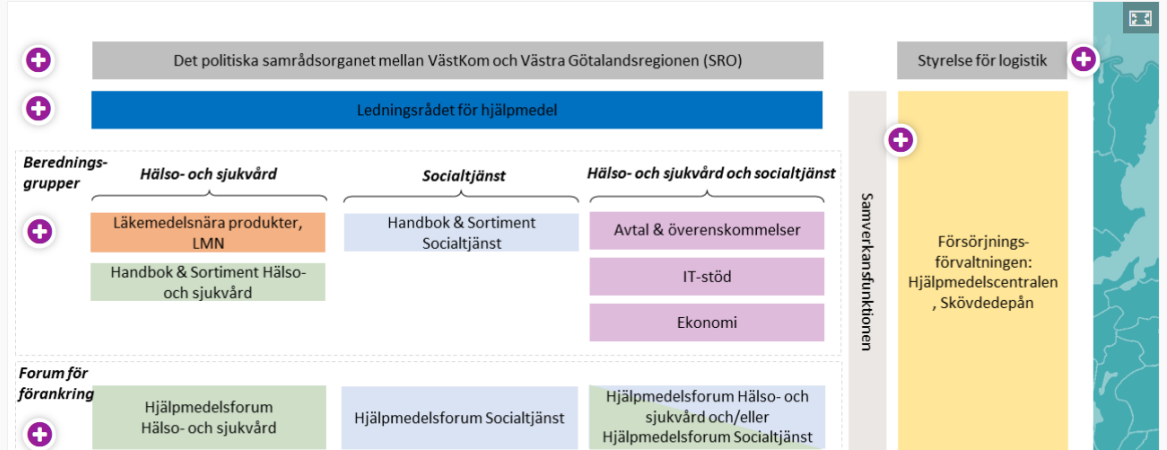 Det politiska samrådsorganet mellan VästKom och Västra Götalandsregionen (SRO)
Styrelse för logistik
Ledningsrådet för hjälpmedel
Berednings-
grupper
Hälso- och sjukvård
Socialtjänst
Hälso- och sjukvård och socialtjänst
Läkemedelsnära produkter,
LMN
Handbok & Sortiment Hälso-
och sjukvård
Handbok & Sortiment
Socialtjänst
Avtal & överenskommelser
IT-stöd
Ekonomi
Samverkansfunktionen
Försörjnings-
förvaltningen:
Hjälpmedelscentralen
, Skövdedepån
Forum för
förankring
Hjälpmedelsforum
Hälso- och sjukvård
Hjälpmedelsforum Socialtjänst
Hjälpmedelsforum Hälso- och
sjukvård och/eller
Hjälpmedelsforum Socialtjänst